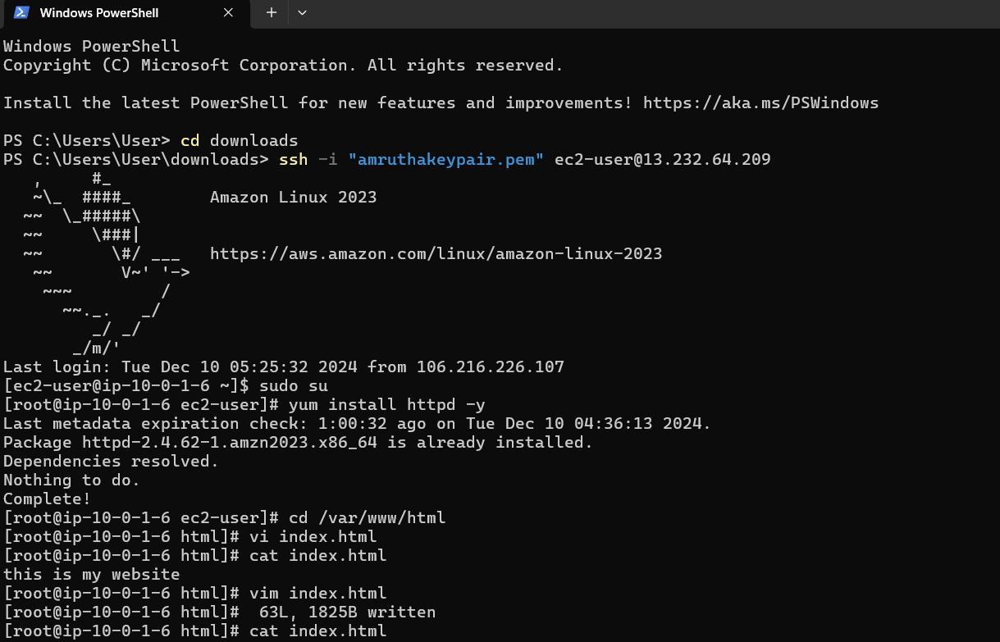 Windows PowerShell
Windows PowerShell
Copyright (C) Microsoft Corporation. All rights reserved.
Install the latest PowerShell for new features and improvements! https://aka.ms/PSWindows
PS C:\Users\User> cd downloads
PS C:\Users\User\downloads> ssh -i "amruthakeypair.pem" ec2-user@13.232.64.209
   ,     #_
   ~\_  ####_        Amazon Linux 2023
  ~~  \_#####\
  ~~     \###|
  ~~       \#/ ___   https://aws.amazon.com/linux/amazon-linux-2023
   ~~       V~' '->
    ~~~         /
      ~~._.   _/
         _/ _/
       _/m/'
Last login: Tue Dec 10 05:25:32 2024 from 106.216.226.107
[ec2-user@ip-10-0-1-6 ~]$ sudo su
[root@ip-10-0-1-6 ec2-user]# yum install httpd -y
Last metadata expiration check: 1:00:32 ago on Tue Dec 10 04:36:13 2024.
Package httpd-2.4.62-1.amzn2023.x86_64 is already installed.
Dependencies resolved.
Nothing to do.
Complete!
[root@ip-10-0-1-6 ec2-user]# cd /var/www/html
[root@ip-10-0-1-6 html]# vi index.html
[root@ip-10-0-1-6 html]# cat index.html
this is my website
[root@ip-10-0-1-6 html]# vim index.html
[root@ip-10-0-1-6 html]#  63L, 1825B written
[root@ip-10-0-1-6 html]# cat index.html